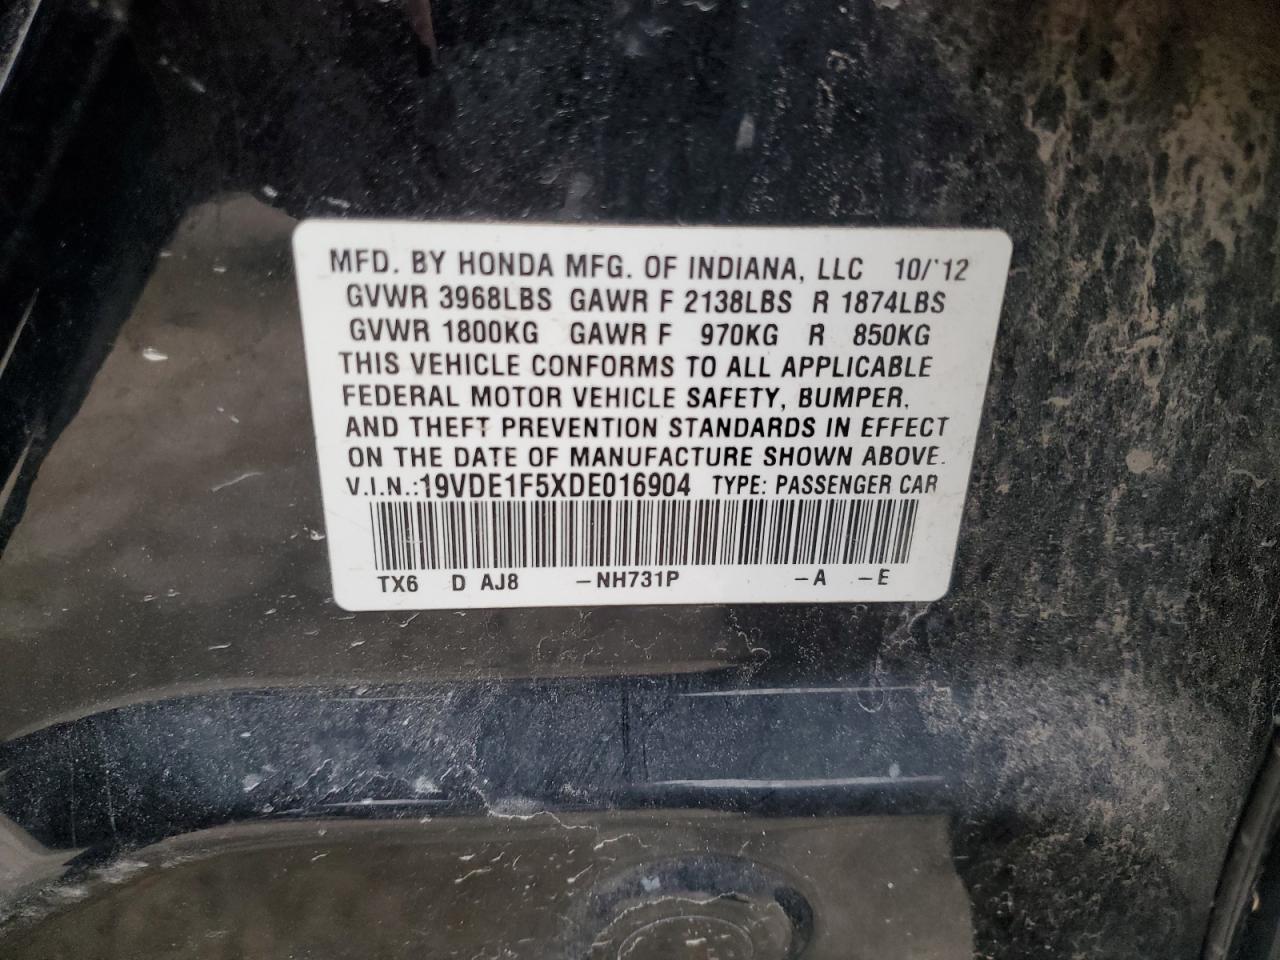 MFD. BY HONDA MFG. OF INDIANA, LLC 10/'12
GVWR 3968LBS GAWR F 2138LBS R 1874LBS
GVWR 1800KG GAWR F 970KG R 850KG
THIS VEHICLE CONFORMS TO ALL APPLICABLE
FEDERAL MOTOR VEHICLE SAFETY, BUMPER,
AND THEFT PREVENTION STANDARDS IN EFFECT
ON THE DATE OF MANUFACTURE SHOWN ABOVE.
V.I.N.:19VDE1F5XDE016904 TYPE: PASSENGER CAR
TX6 D AJ8 -NH731P -A -E